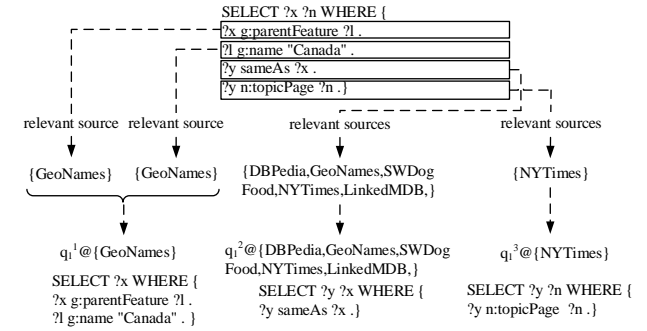 SELECT ?x ?n WHERE {
?x g:parentFeature ?l .
?l g:name "Canada" .
?y sameAs ?x .
?y n:topicPage ?n .}
relevant source relevant source relevant sources relevant sources
{GeoNames} {GeoNames} {DBPedia,GeoNames,SWDog {NYTimes}
Food,NYTimes,LinkedMDB,}
q₁¹@{GeoNames} q₁²@{DBPedia,GeoNames,SWDog q₁³@{NYTimes}
Food,NYTimes,LinkedMDB,}
SELECT ?x WHERE { SELECT ?y ?x WHERE { SELECT ?y ?n WHERE {
?x g:parentFeature ?l . ?y sameAs ?x .} ?y n:topicPage ?n .}
?l g:name "Canada" . }